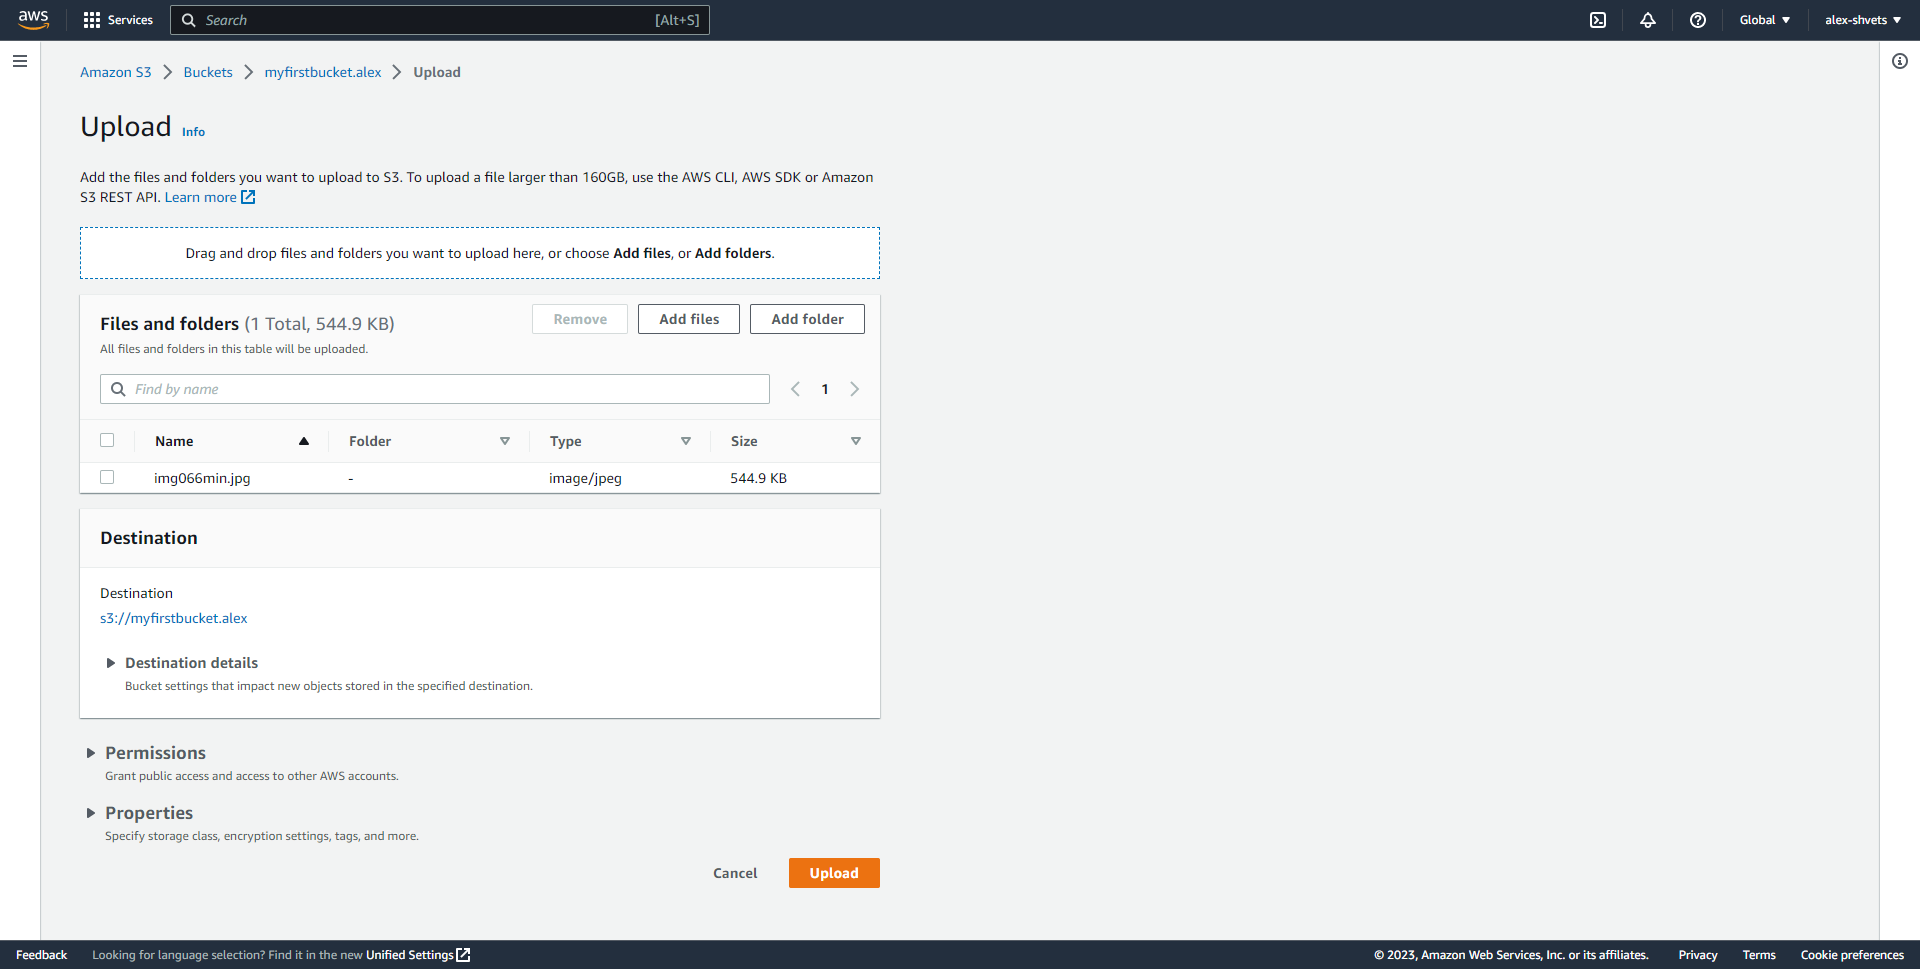 aws Services Search [Alt+S] Global alex-shvets
Amazon S3 Buckets myfirstbucket.alex Upload
Upload Info
Add the files and folders you want to upload to S3. To upload a file larger than 160GB, use the AWS CLI, AWS SDK or Amazon
S3 REST API. Learn more
Drag and drop files and folders you want to upload here, or choose Add files, or Add folders.
Files and folders (1 Total, 544.9 KB) Remove Add files Add folder
All files and folders in this table will be uploaded.
Find by name 1
Name Folder Type Size
img066min.jpg - image/jpeg 544.9 KB
Destination
Destination
s3://myfirstbucket.alex
Destination details
Bucket settings that impact new objects stored in the specified destination.
Permissions
Grant public access and access to other AWS accounts.
Properties
Specify storage class, encryption settings, tags, and more.
Cancel Upload
Feedback Looking for language selection? Find it in the new Unified Settings © 2023, Amazon Web Services, Inc. or its affiliates. Privacy Terms Cookie preferences